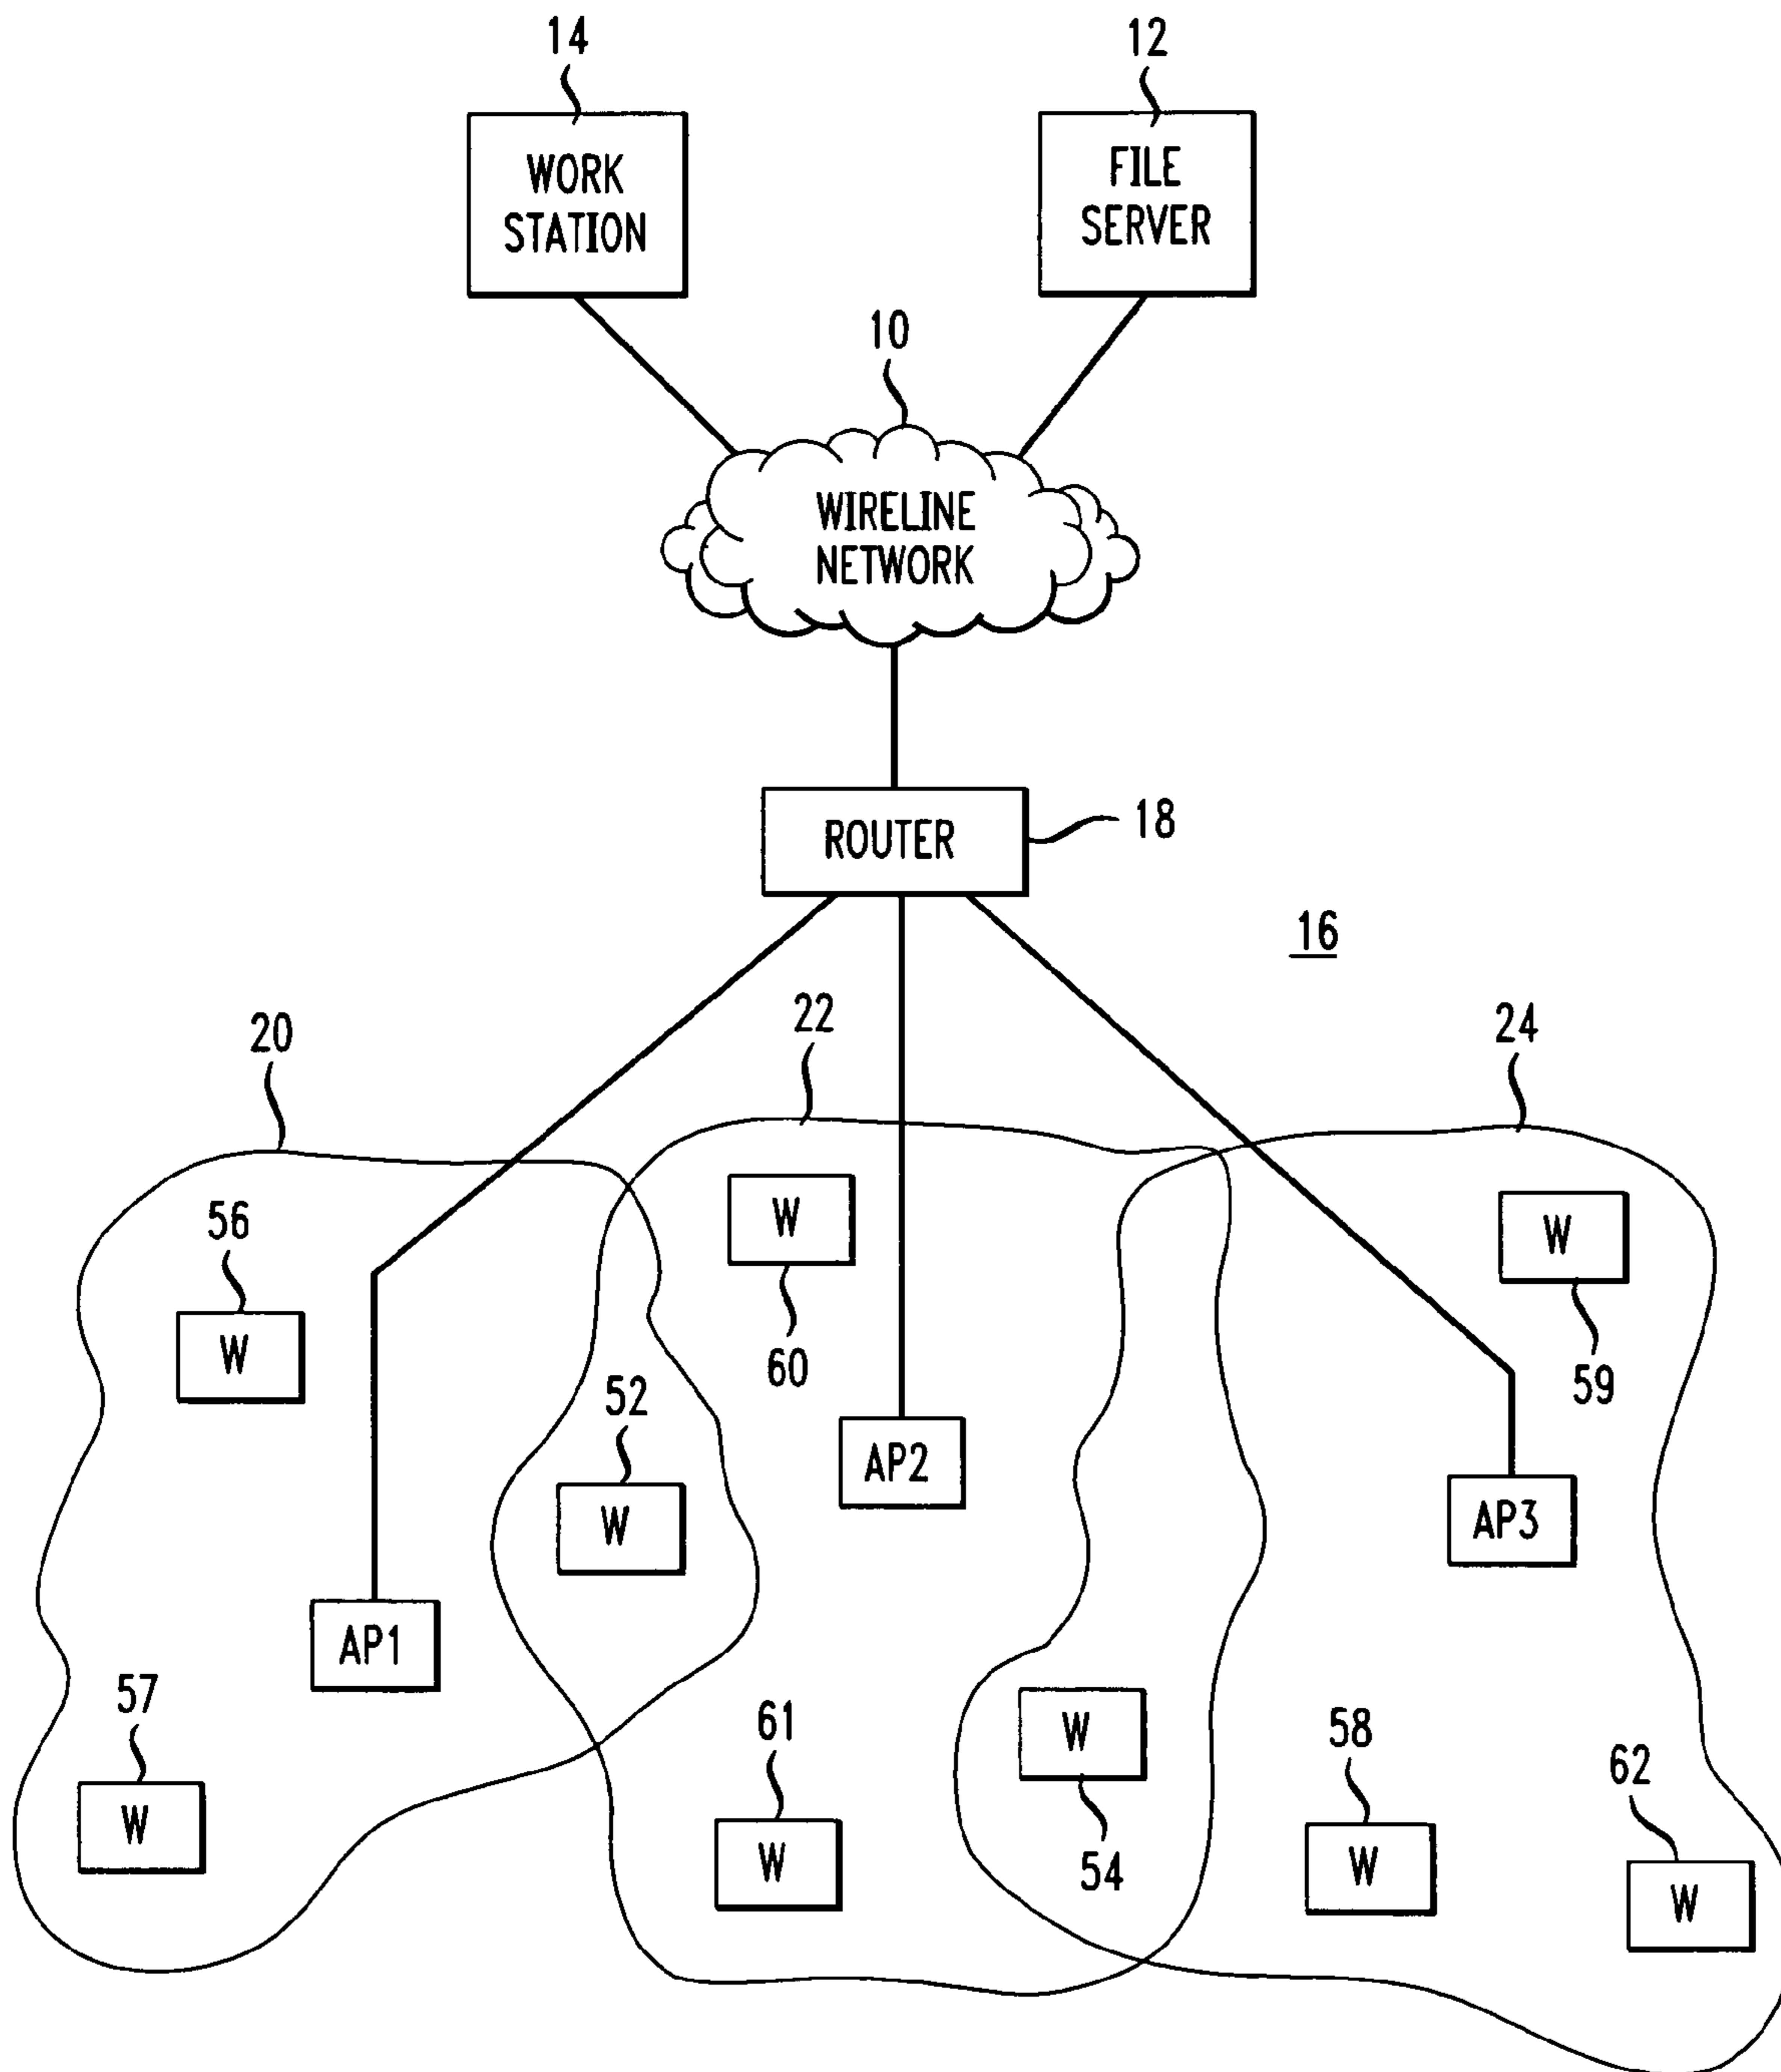 14
12
WORK
STATION
FILE
SERVER
10
WIRELINE
NETWORK
ROUTER
18
16
20
22
24
56
W
W
60
W
59
52
W
AP2
AP3
AP1
57
W
61
W
W
54
58
W
62
W